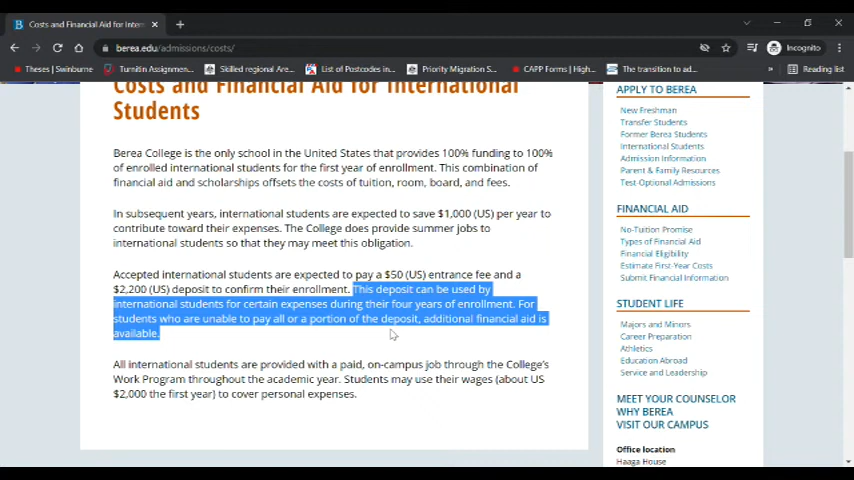 Costs and Financial Aid for Inter
Incognito
berea.edu/admissions/costs/
Theses | Swinburne
Turnitin Assignmen...
Skilled regional Are...
List of Postcodes in...
Priority Migration S...
CAPP Forms | High...
The transition to ad...
»
Reading list
Costs and Financial Aid for International
Students
Berea College is the only school in the United States that provides 100% funding to 100%
of enrolled international students for the first year of enrollment. This combination of
financial aid and scholarships offsets the costs of tuition, room, board, and fees.
In subsequent years, international students are expected to save $1,000 (US) per year to
contribute toward their expenses. The College does provide summer jobs to
international students so that they may meet this obligation.
Accepted international students are expected to pay a $50 (US) entrance fee and a
$2,200 (US) deposit to confirm their enrollment. This deposit can be used by
international students for certain expenses during their four years of enrollment. For
students who are unable to pay all or a portion of the deposit, additional financial aid is
available.
All international students are provided with a paid, on-campus job through the College's
Work Program throughout the academic year. Students may use their wages (about US
$2,000 the first year) to cover personal expenses.
APPLY TO BEREA
New Freshman
Transfer Students
Former Berea Students
International Students
Admission Information
Parent & Family Resources
Test-Optional Admissions
FINANCIAL AID
No-Tuition Promise
Types of Financial Aid
Financial Eligibility
Estimate First-Year Costs
Submit Financial Information
STUDENT LIFE
Majors and Minors
Career Preparation
Athletics
Education Abroad
Service and Leadership
MEET YOUR COUNSELOR
WHY BEREA
VISIT OUR CAMPUS
Office location
Haaga House